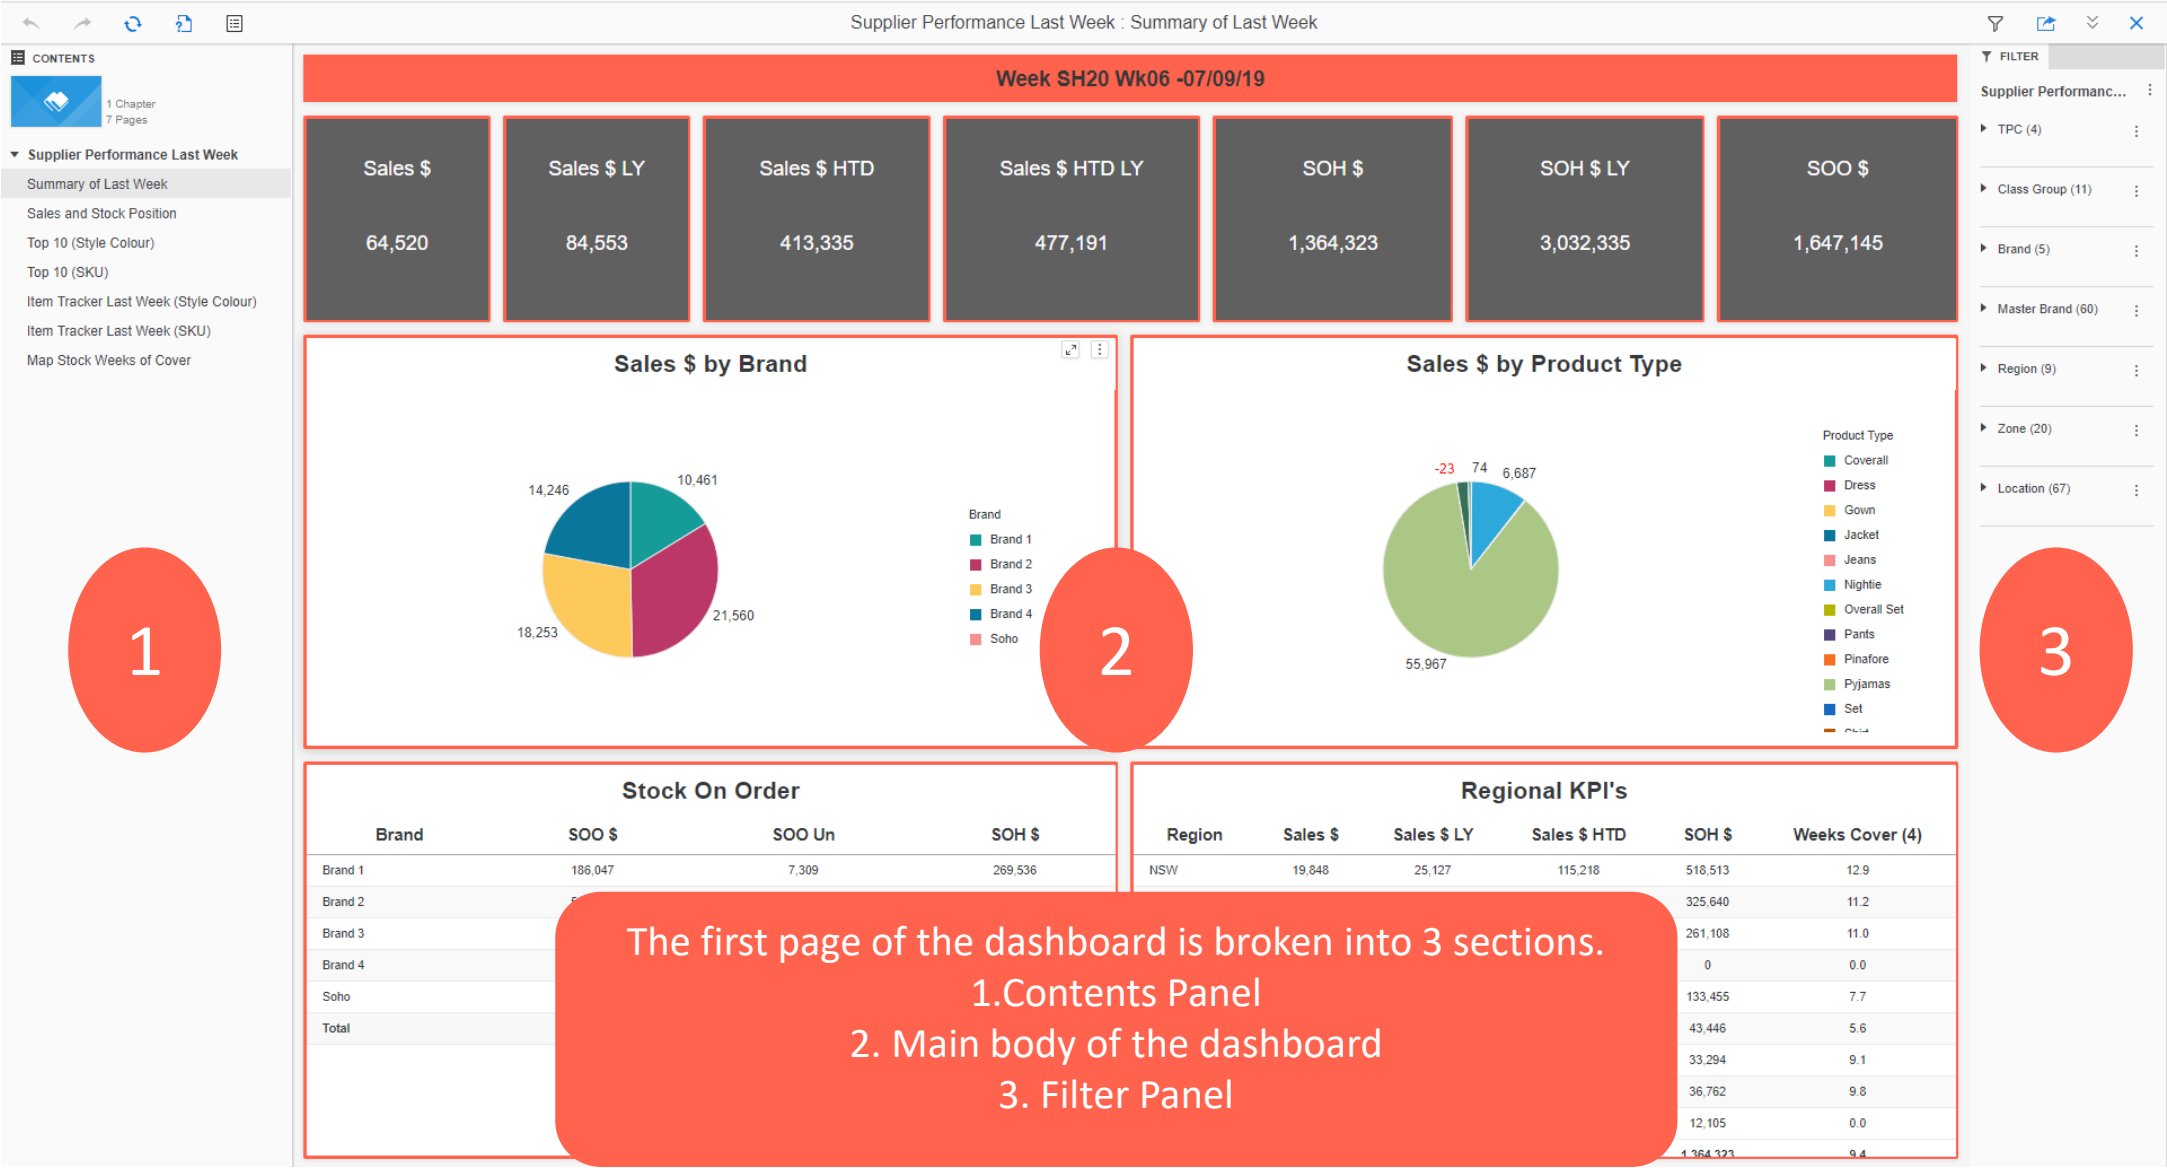 Supplier Performance Last Week : Summary of Last Week
CONTENTS
1 Chapter
7 Pages
Supplier Performance Last Week
Summary of Last Week
Sales and Stock Position
Top 10 (Style Colour)
Top 10 (SKU)
Item Tracker Last Week (Style Colour)
Item Tracker Last Week (SKU)
Map Stock Weeks of Cover
1
Week SH20 Wk06 -07/09/19
Sales $ Sales $ LY Sales $ HTD Sales $ HTD LY SOH $ SOH $ LY SOO $
64,520 84,553 413,335 477,191 1,364,323 3,032,335 1,647,145
Sales $ by Brand
14,246
10,461
21,560
18,253
Brand
Brand 1
Brand 2
Brand 3
Brand 4
Soho
2
Sales $ by Product Type
-23 74 6,687
55,967
Product Type
Coverall
Dress
Gown
Jacket
Jeans
Nightie
Overall Set
Pants
Pinafore
Pyjamas
Set
Stock On Order
Brand SOO $ SOO Un SOH $
Brand 1 186,047 7,309 269,536
Brand 2
Brand 3
Brand 4
Soho
Total
Regional KPI's
Region Sales $ Sales $ LY Sales $ HTD SOH $ Weeks Cover (4)
NSW 19,848 25,127 115,218 518,513 12.9
325,640 11.2
261,108 11.0
0 0.0
133,455 7.7
43,446 5.6
33,294 9.1
36,762 9.8
12,105 0.0
1,364,323 9.4
The first page of the dashboard is broken into 3 sections.
1.Contents Panel
2. Main body of the dashboard
3. Filter Panel
FILTER
Supplier Performanc...
TPC (4)
Class Group (11)
Brand (5)
Master Brand (60)
Region (9)
Zone (20)
Location (67)
3